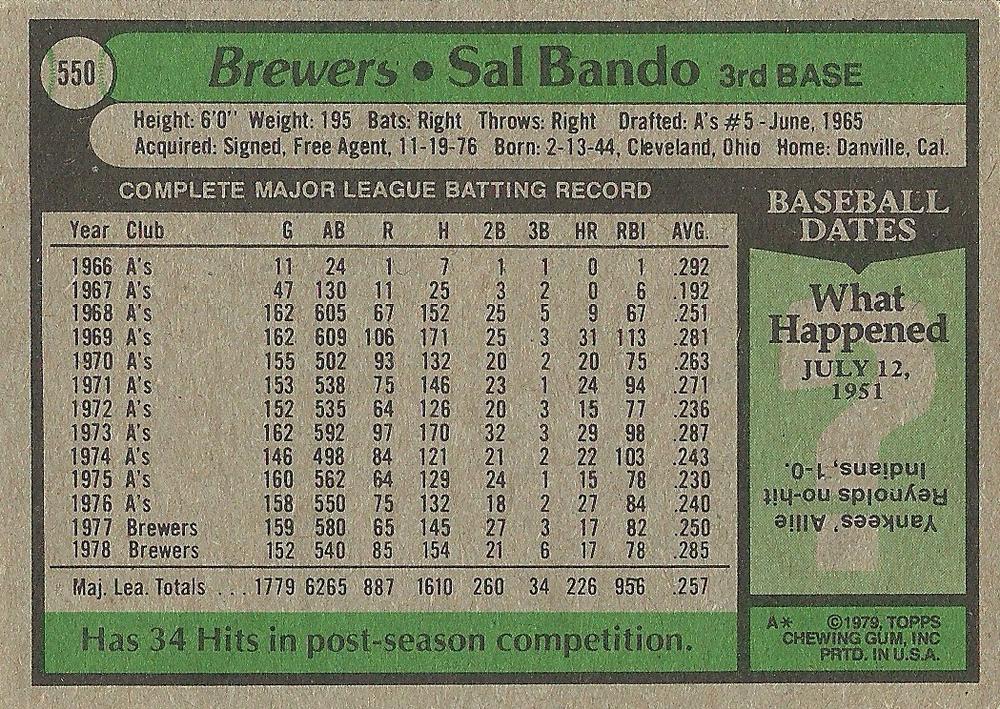 550
Brewers • Sal Bando 3rd BASE
Height: 6'0'' Weight: 195 Bats: Right Throws: Right Drafted: A's #5 - June, 1965
Acquired: Signed, Free Agent, 11-19-76 Born: 2-13-44, Cleveland, Ohio Home: Danville, Cal.
COMPLETE MAJOR LEAGUE BATTING RECORD
Year Club G AB R H 2B 3B HR RBI AVG.
1966 A's 11 24 1 7 1 1 0 1 .292
1967 A's 47 130 11 25 3 2 0 6 .192
1968 A's 162 605 67 152 25 5 9 67 .251
1969 A's 162 609 106 171 25 3 31 113 .281
1970 A's 155 502 93 132 20 2 20 75 .263
1971 A's 153 538 75 146 23 1 24 94 .271
1972 A's 152 535 64 126 20 3 15 77 .236
1973 A's 162 592 97 170 32 3 29 98 .287
1974 A's 146 498 84 121 21 2 22 103 .243
1975 A's 160 562 64 129 24 1 15 78 .230
1976 A's 158 550 75 132 18 2 27 84 .240
1977 Brewers 159 580 65 145 27 3 17 82 .250
1978 Brewers 152 540 85 154 21 6 17 78 .285
Maj. Lea. Totals ... 1779 6265 887 1610 260 34 226 956 .257
Has 34 Hits in post-season competition.
BASEBALL
DATES
What
Happened
JULY 12,
1951
?
Yankees' Allie
Reynolds no-hit
Indians, 1-0.
A* ©1979, TOPPS
CHEWING GUM, INC
PRTD. IN U.S.A.